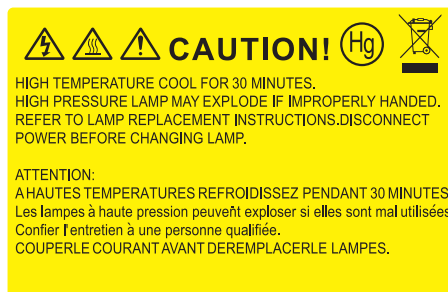 CAUTION! Hg
HIGH TEMPERATURE COOL FOR 30 MINUTES.
HIGH PRESSURE LAMP MAY EXPLODE IF IMPROPERLY HANDED.
REFER TO LAMP REPLACEMENT INSTRUCTIONS.DISCONNECT
POWER BEFORE CHANGING LAMP.
ATTENTION:
A HAUTES TEMPERATURES REFROIDISSEZ PENDANT 30 MINUTES
Les lampes à haute pression peuvent exploser si elles sont mal utilisées
Confier l'entretien à une personne qualifiée.
COUPERLE COURANT AVANT DEREMPLACERLE LAMPES.